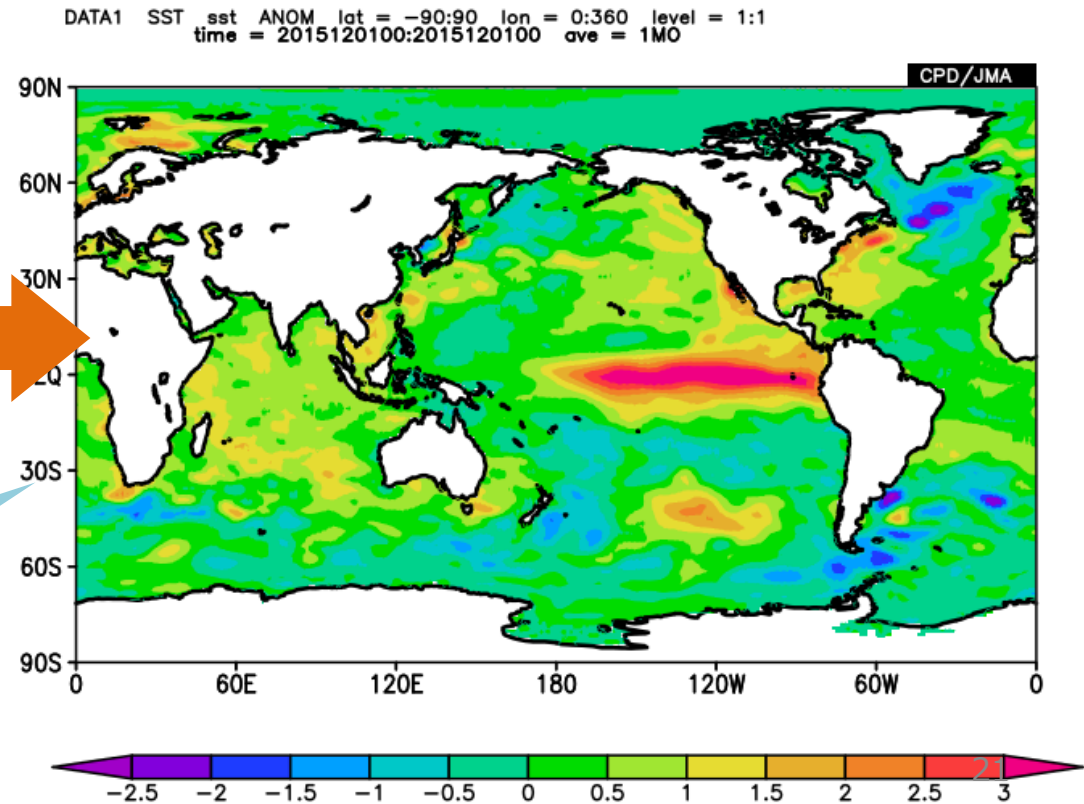 DATA1 SST sst ANOM lat = -90:90 lon = 0:360 level = 1:1
time = 2015120100:2015120100 ave = 1MO
CPD/JMA
90N
60N
30N
EQ
30S
60S
90S
0 60E 120E 180 120W 60W 0
21
-2.5 -2 -1.5 -1 -0.5 0 0.5 1 1.5 2 2.5 3